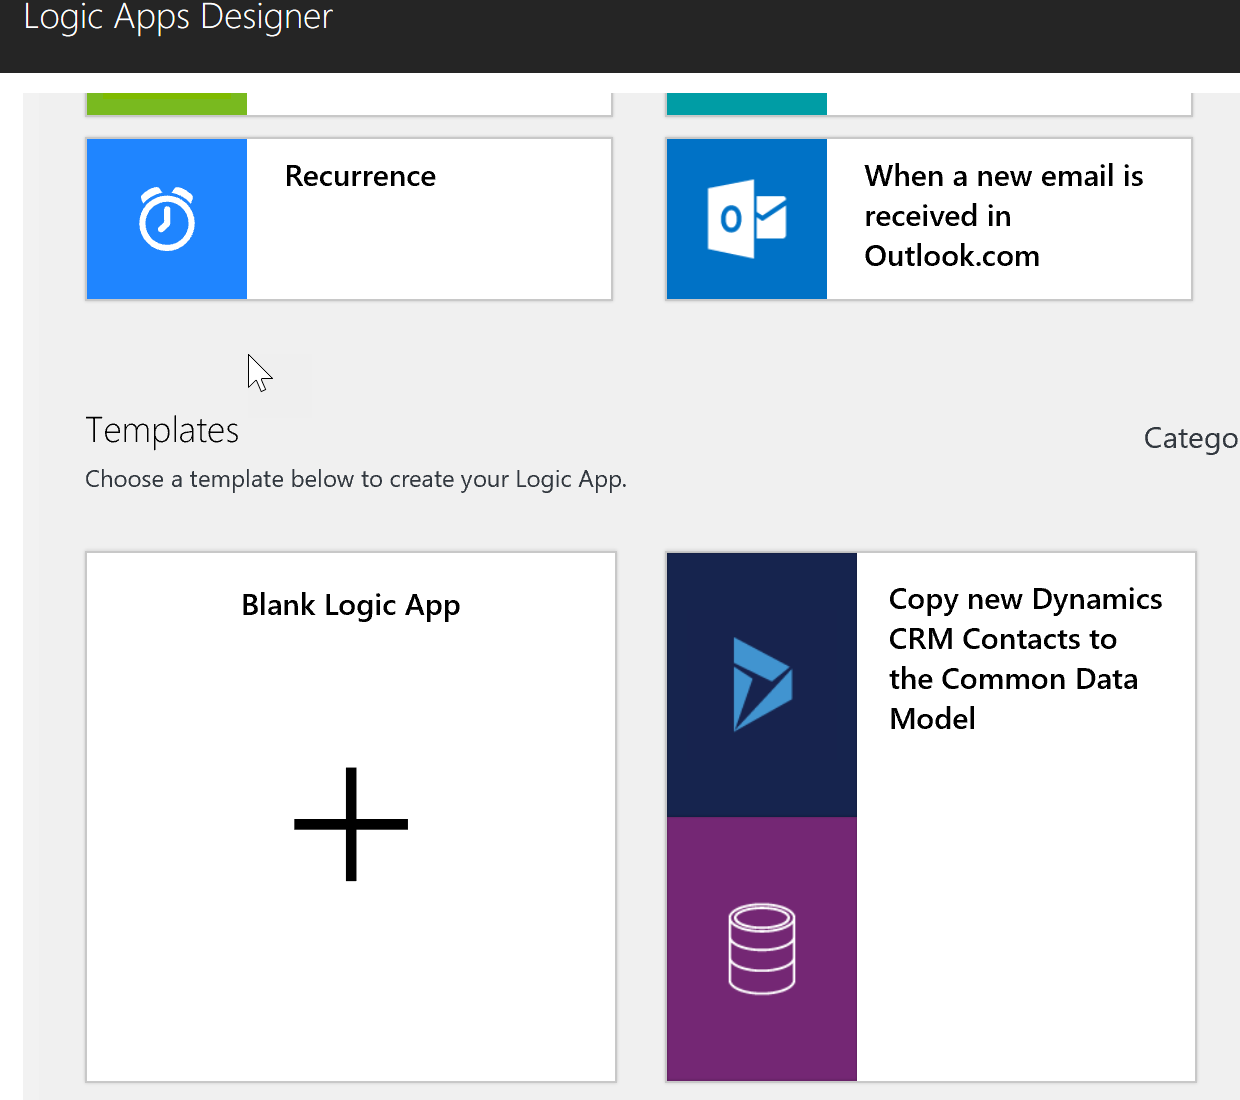 Logic Apps Designer
Recurrence
When a new email is
received in
Outlook.com
Templates
Catego
Choose a template below to create your Logic App.
Blank Logic App
Copy new Dynamics
CRM Contacts to
the Common Data
Model